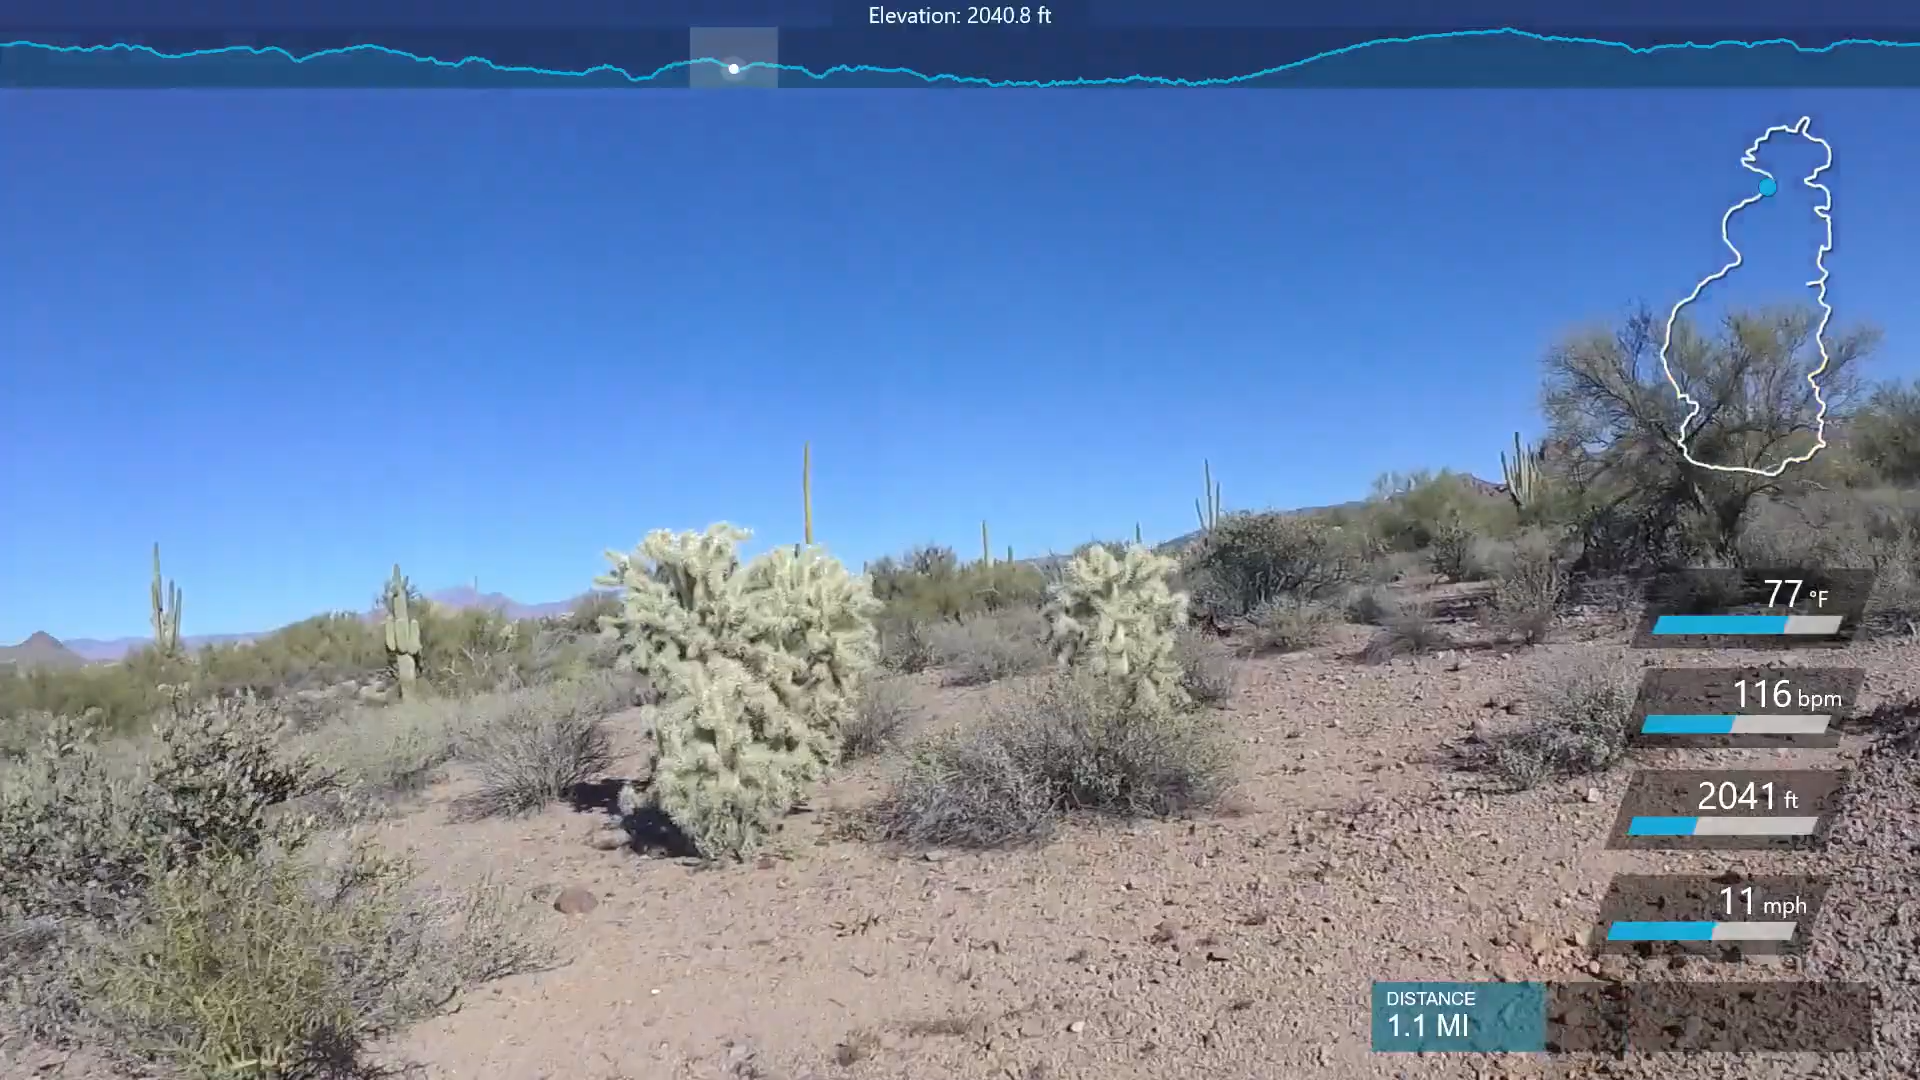 Elevation: 2040.8 ft
77 °F
116 bpm
2041 ft
11 mph
DISTANCE
1.1 MI